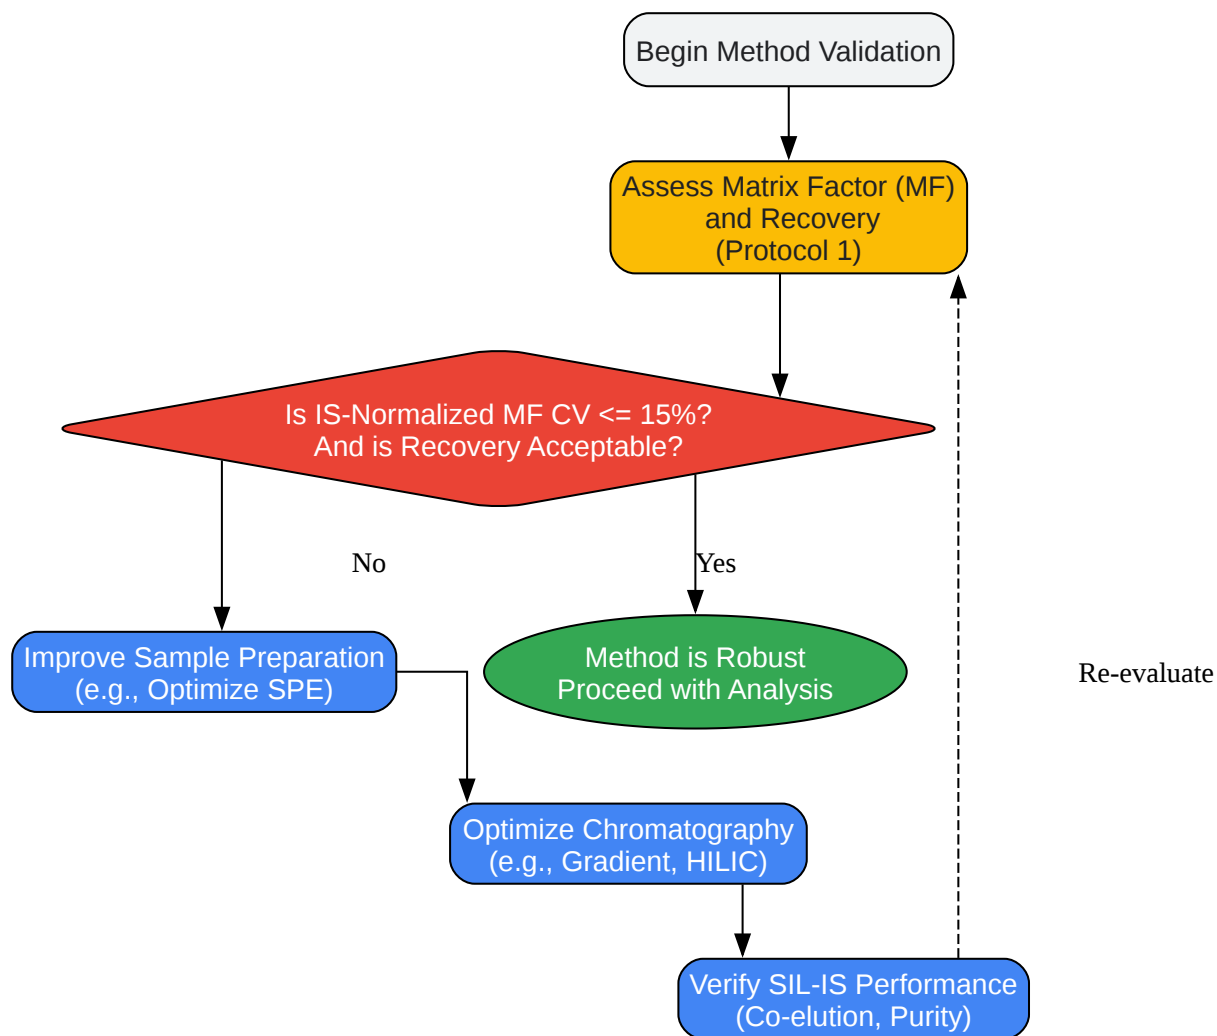 Begin Method Validation
Assess Matrix Factor (MF)
and Recovery
(Protocol 1)
Is IS-Normalized MF CV <= 15%?
And is Recovery Acceptable?
No
Yes
Improve Sample Preparation
(e.g., Optimize SPE)
Method is Robust
Proceed with Analysis
Re-evaluate
Optimize Chromatography
(e.g., Gradient, HILIC)
Verify SIL-IS Performance
(Co-elution, Purity)